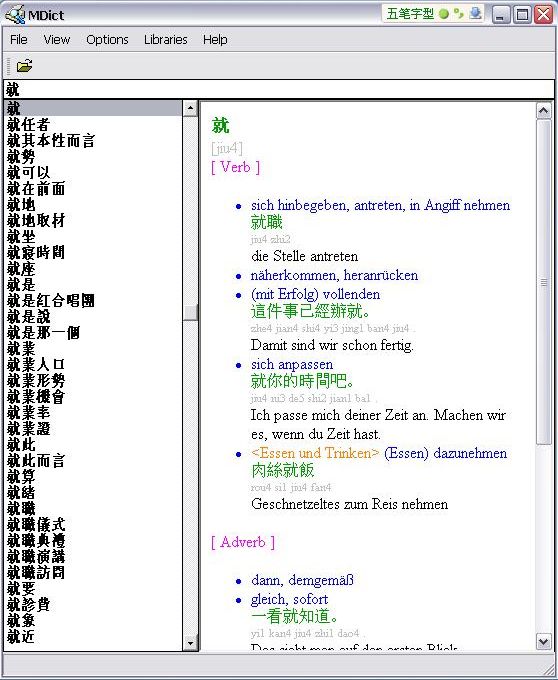 MDict
五笔字型
File View Options Libraries Help
就
就
就任者
就其本性而言
就勢
就可以
就在前面
就地
就地取材
就坐
就寢時間
就座
就是
就是紅合唱團
就是說
就是那一個
就業
就業人口
就業形勢
就業機會
就業率
就業證
就此
就此而言
就算
就緒
就職
就職儀式
就職典禮
就職演講
就職訪問
就要
就診費
就象
就近
就
[jiu4]
[ Verb ]
sich hinbegeben, antreten, in Angiff nehmen
就職
jiu4 zhi2
die Stelle antreten
näherkommen, heranrücken
(mit Erfolg) vollenden
這件事已經辦就。
zhe4 jian4 shi4 yi3 jing1 ban4 jiu4 .
Damit sind wir schon fertig.
sich anpassen
就你的時間吧。
jiu4 ni3 de5 shi2 jian1 ba1 .
Ich passe mich deiner Zeit an. Machen wir
es, wenn du Zeit hast.
<Essen und Trinken> (Essen) dazunehmen
肉絲就飯
rou4 si1 jiu4 fan4
Geschnetzeltes zum Reis nehmen
[ Adverb ]
dann, demgemäß
gleich, sofort
一看就知道。
yi1 kan4 jiu4 zhi1 dao4 .
Das sieht man auf den ersten Blick